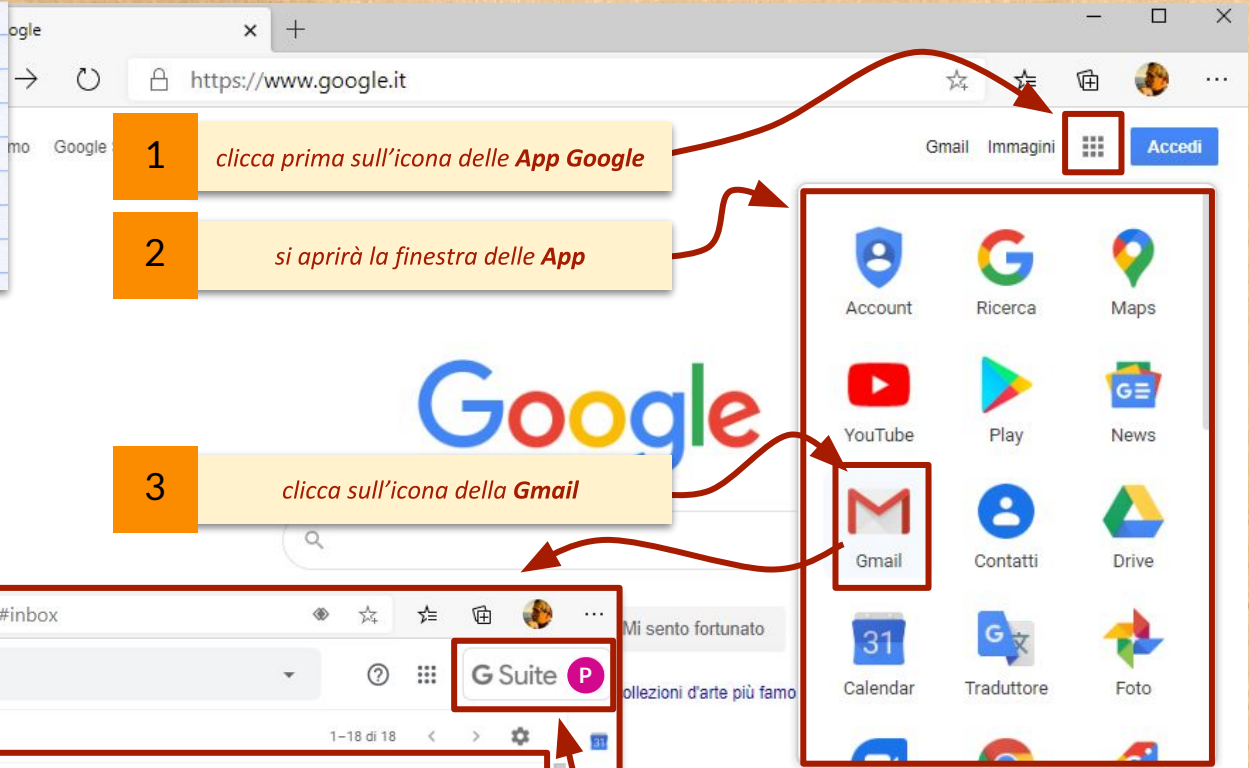 ogle
https://www.google.it
mo Google
Gmail Immagini Accedi
1 clicca prima sull'icona delle App Google
2 si aprirà la finestra delle App
Account Ricerca Maps
Google
GE
YouTube Play News
3 clicca sull'icona della Gmail
Gmail Contatti Drive
#inbox
Mi sento fortunato
31 G
G Suite P
Calendar Traduttore Foto
ollezioni d'arte più famo
1–18 di 18
31